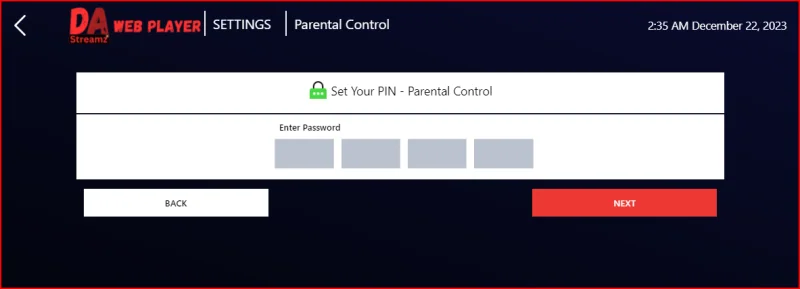 DA WEB PLAYER SETTINGS Parental Control 2:35 AM December 22, 2023
Streamz
Set Your PIN - Parental Control
Enter Password
BACK NEXT